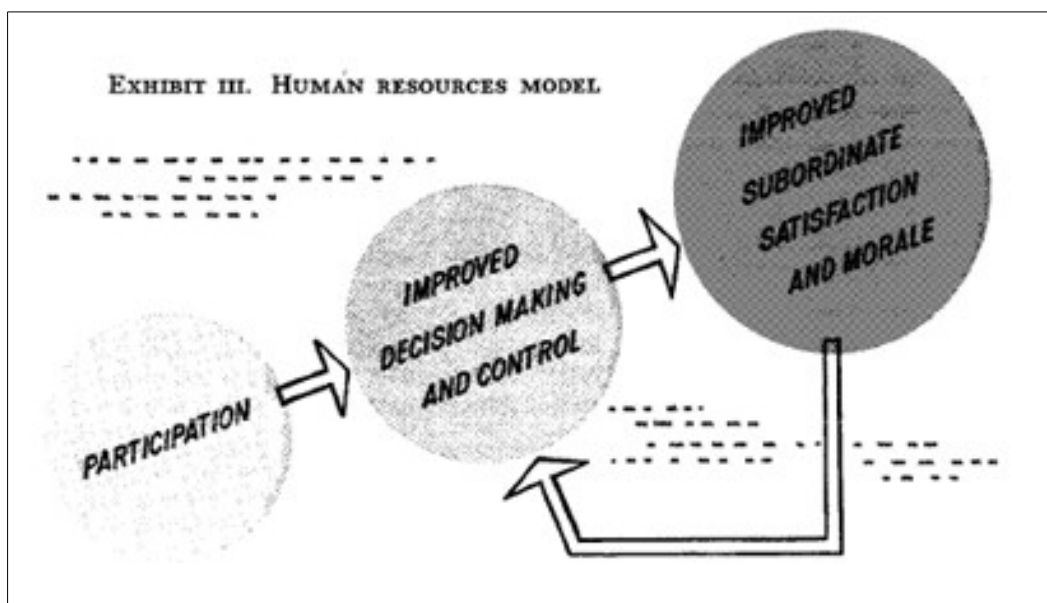 EXHIBIT III. HUMAN RESOURCES MODEL
PARTICIPATION
IMPROVED
DECISION MAKING
AND CONTROL
IMPROVED
SUBORDINATE
SATISFACTION
AND MORALE